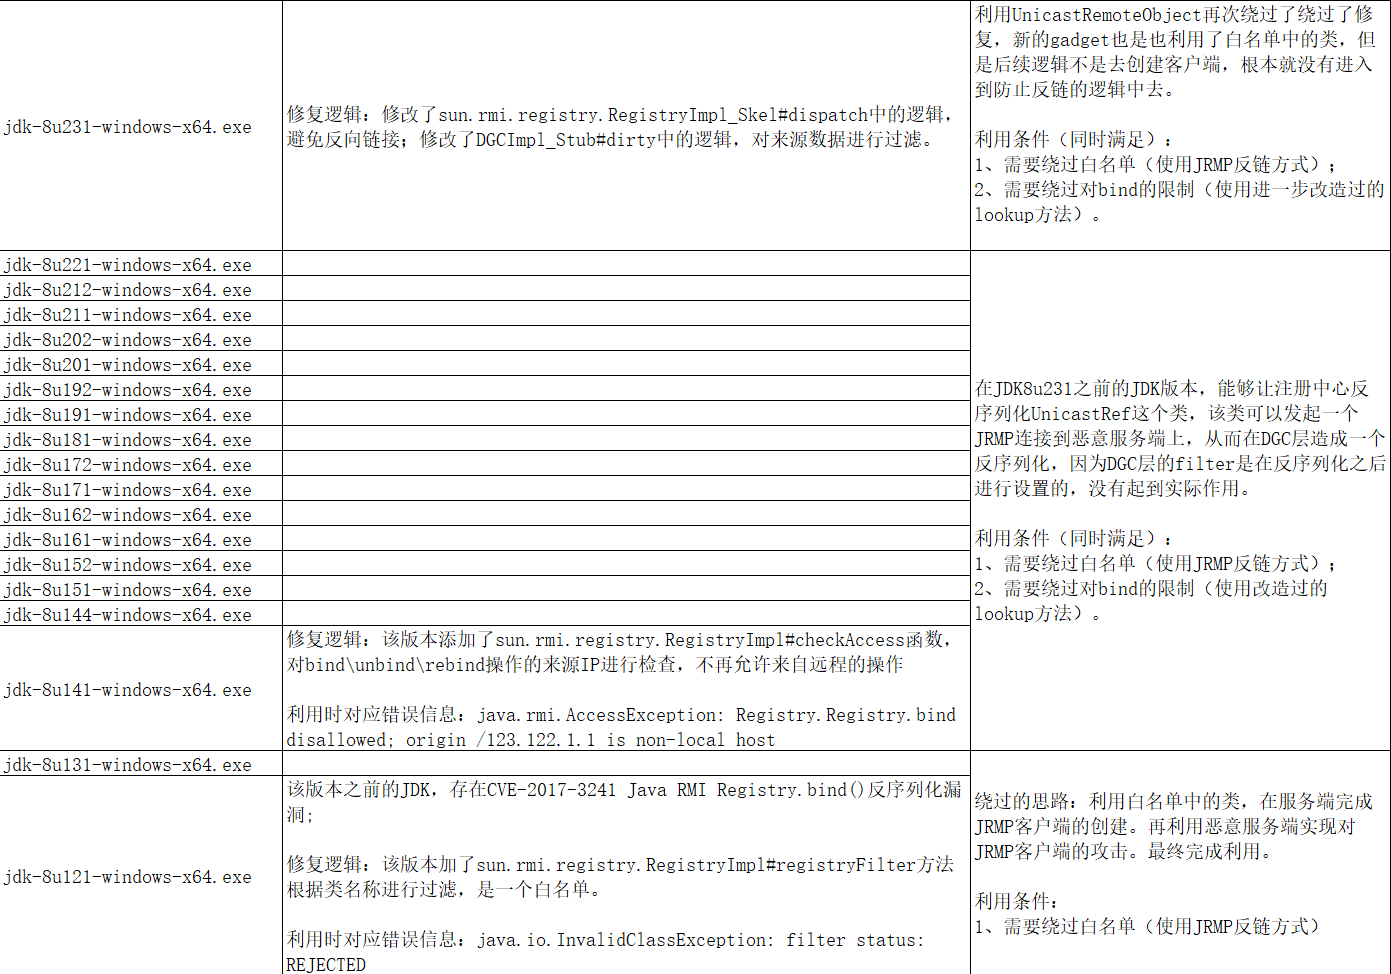 jdk-8u231-windows-x64.exe
修复逻辑：修改了sun.rmi.registry.RegistryImpl_Skel#dispatch中的逻辑，
避免反向链接；修改了DGCImpl_Stub#dirty中的逻辑，对来源数据进行过滤。
利用UnicastRemoteObject再次绕过了绕过了修
复，新的gadget也是也利用了白名单中的类，但
是后续逻辑不是去创建客户端，根本就没有进入
到防止反链的逻辑中去。
利用条件（同时满足）：
1、需要绕过白名单（使用JRMP反链方式）；
2、需要绕过对bind的限制（使用进一步改造过的
lookup方法）。
jdk-8u221-windows-x64.exe
jdk-8u212-windows-x64.exe
jdk-8u211-windows-x64.exe
jdk-8u202-windows-x64.exe
jdk-8u201-windows-x64.exe
jdk-8u192-windows-x64.exe
jdk-8u191-windows-x64.exe
jdk-8u181-windows-x64.exe
jdk-8u172-windows-x64.exe
jdk-8u171-windows-x64.exe
jdk-8u162-windows-x64.exe
jdk-8u161-windows-x64.exe
jdk-8u152-windows-x64.exe
jdk-8u151-windows-x64.exe
jdk-8u144-windows-x64.exe
jdk-8u141-windows-x64.exe
修复逻辑：该版本添加了sun.rmi.registry.RegistryImpl#checkAccess函数，
对bind\unbind\rebind操作的来源IP进行检查，不再允许来自远程的操作
利用时对应错误信息：java.rmi.AccessException: Registry.Registry.bind
disallowed; origin /123.122.1.1 is non-local host
在JDK8u231之前的JDK版本，能够让注册中心反
序列化UnicastRef这个类，该类可以发起一个
JRMP连接到恶意服务端上，从而在DGC层造成一个
反序列化，因为DGC层的filter是在反序列化之后
进行设置的，没有起到实际作用。
利用条件（同时满足）：
1、需要绕过白名单（使用JRMP反链方式）；
2、需要绕过对bind的限制（使用改造过的
lookup方法）。
jdk-8u131-windows-x64.exe
jdk-8u121-windows-x64.exe
该版本之前的JDK，存在CVE-2017-3241 Java RMI Registry.bind()反序列化漏
洞；
修复逻辑：该版本加了sun.rmi.registry.RegistryImpl#registryFilter方法
根据类名称进行过滤，是一个白名单。
利用时对应错误信息：java.io.InvalidClassException: filter status:
REJECTED
绕过的思路：利用白名单中的类，在服务端完成
JRMP客户端的创建。再利用恶意服务端实现对
JRMP客户端的攻击。最终完成利用。
利用条件：
1、需要绕过白名单（使用JRMP反链方式）